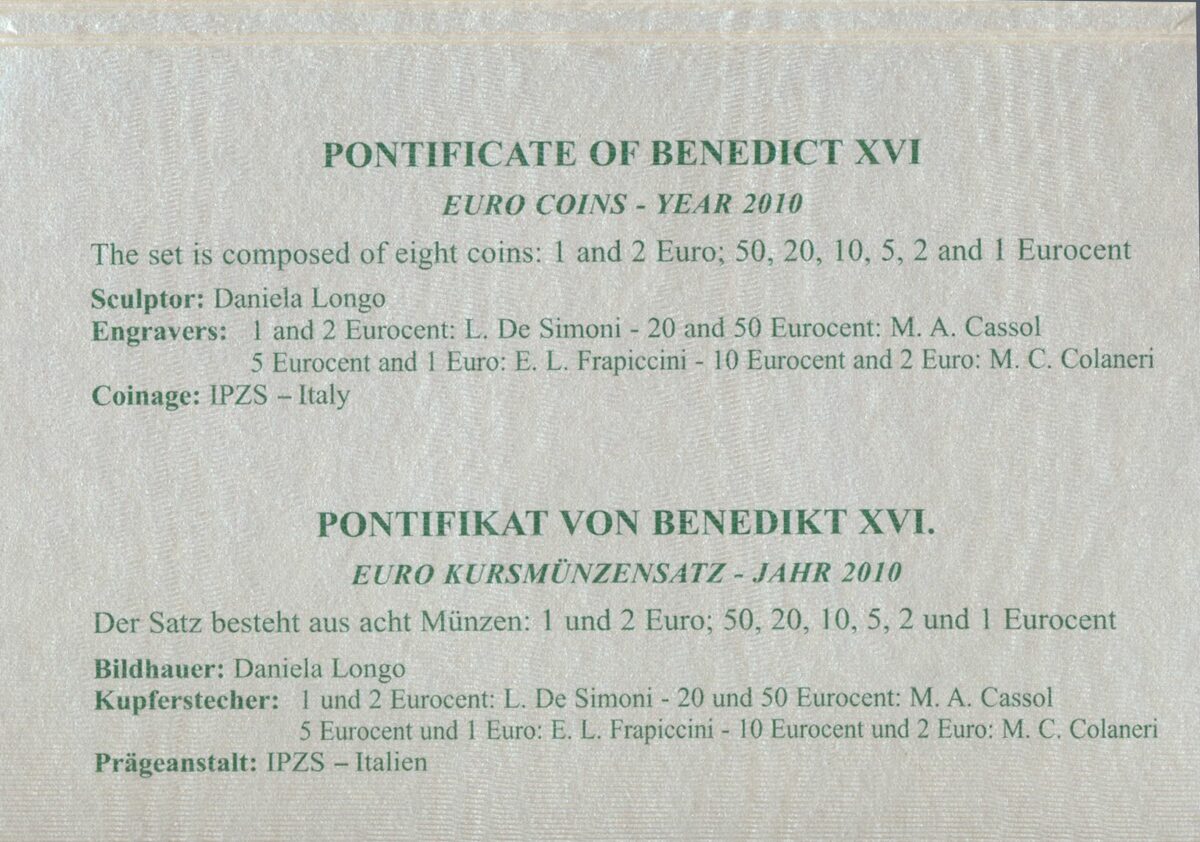 PONTIFICATE OF BENEDICT XVI
EURO COINS - YEAR 2010
The set is composed of eight coins: 1 and 2 Euro; 50, 20, 10, 5, 2 and 1 Eurocent
Sculptor: Daniela Longo
Engravers: 1 and 2 Eurocent: L. De Simoni - 20 and 50 Eurocent: M. A. Cassol
5 Eurocent and 1 Euro: E. L. Frapiccini - 10 Eurocent and 2 Euro: M. C. Colaneri
Coinage: IPZS – Italy
PONTIFIKAT VON BENEDIKT XVI.
EURO KURSMÜNZENSATZ - JAHR 2010
Der Satz besteht aus acht Münzen: 1 und 2 Euro; 50, 20, 10, 5, 2 und 1 Eurocent
Bildhauer: Daniela Longo
Kupferstecher: 1 und 2 Eurocent: L. De Simoni - 20 und 50 Eurocent: M. A. Cassol
5 Eurocent und 1 Euro: E. L. Frapiccini - 10 Eurocent und 2 Euro: M. C. Colaneri
Prägeanstalt: IPZS – Italien